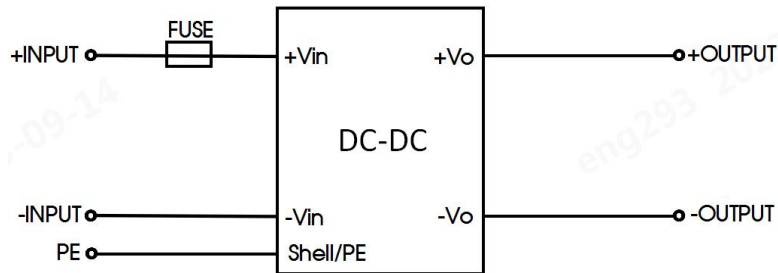 FUSE
+INPUT
+Vin
+Vo
+OUTPUT
DC-DC
-INPUT
-Vin
-Vo
-OUTPUT
PE
Shell/PE
eng293